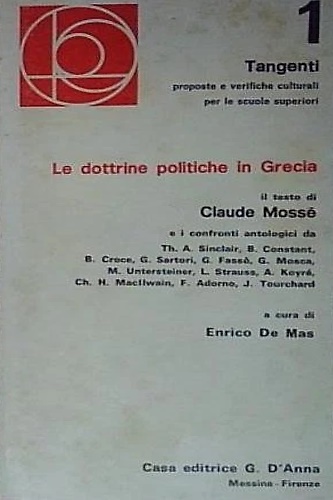 1
Tangenti
proposte e verifiche culturali
per le scuole superiori
Le dottrine politiche in Grecia
il testo di
Claude Mossé
e i confronti antologici da
Th. A. Sinclair, B. Constant,
B. Croce, G. Sartori, G. Fassò, G. Mosca,
M. Untersteiner, L. Strauss, A. Koyré,
Ch. H. MacIlwain, F. Adorno, J. Tourchard
a cura di
Enrico De Mas
Casa editrice G. D'Anna
Messina - Firenze